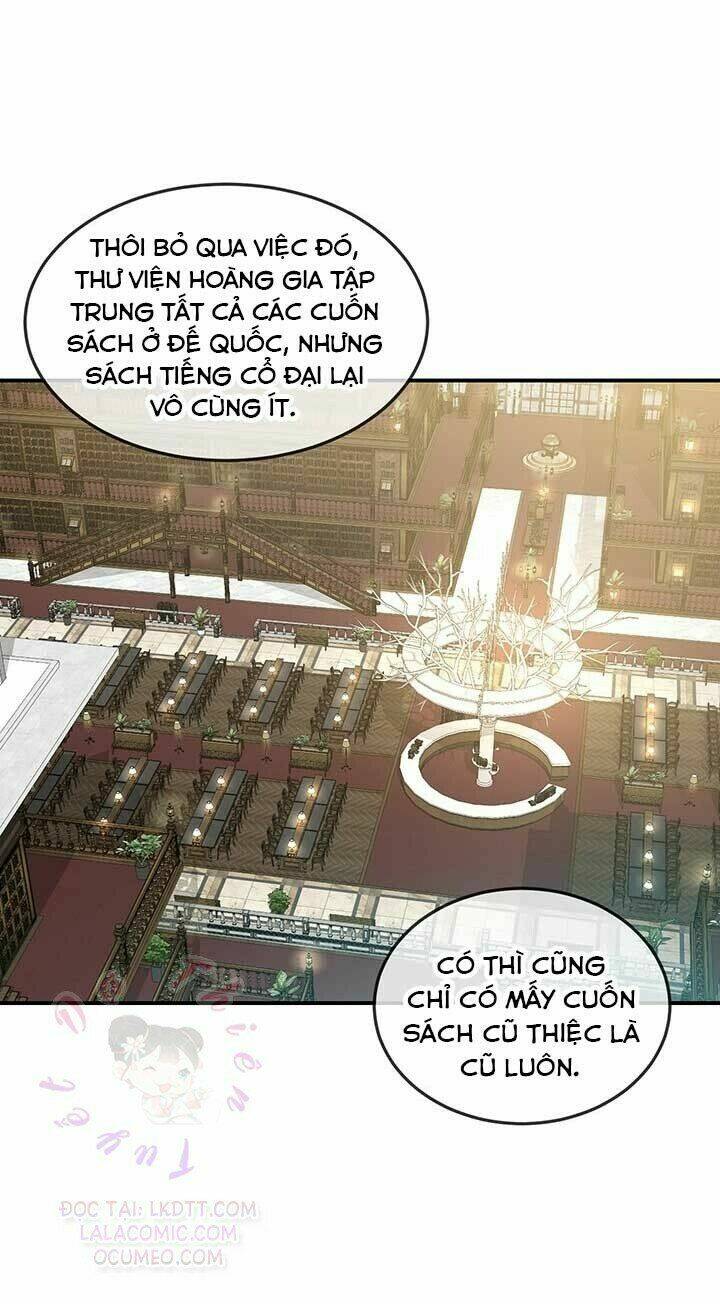 THÔI BỎ QUA VIỆC ĐÓ,
THƯ VIỆN HOÀNG GIA TẬP
TRUNG TẤT CẢ CÁC CUỐN
SÁCH Ở ĐẾ QUỐC, NHƯNG
SÁCH TIẾNG CỔ ĐẠI LẠI
VÔ CÙNG ÍT.
CÓ THÌ CŨNG
CHỈ CÓ MẤY CUỐN
SÁCH CŨ THIỆC LÀ
CŨ LUÔN.
ĐỌC TẠI: LKDTT.COM
LALACOMIC.COM
OCUMEO.COM